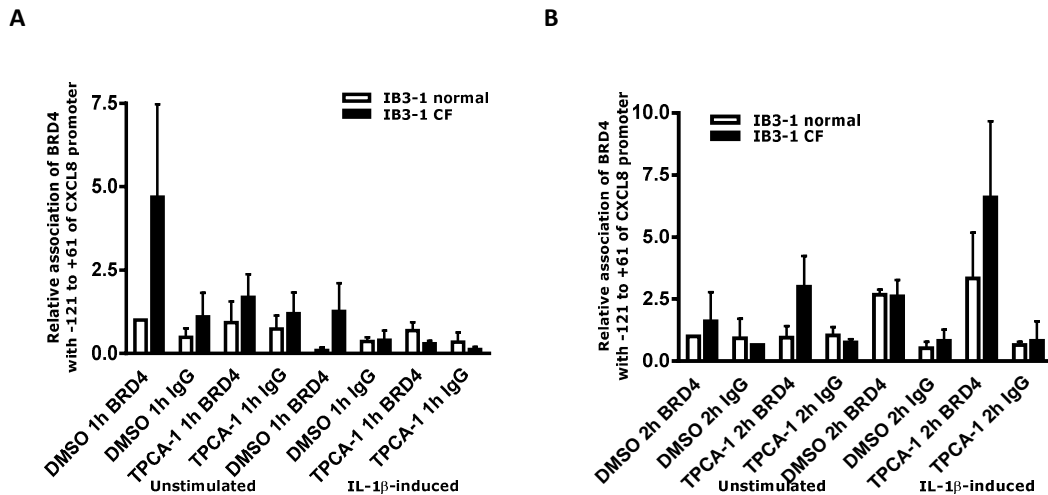 A
Relative association of BRD4
with -121 to +61 of CXCL8 promoter
7.5
5.0
2.5
0.0
IB3-1 normal
IB3-1 CF
DMSO 1h BRD4
DMSO 1h IgG
TPCA-1 1h BRD4
TPCA-1 1h IgG
DMSO 1h BRD4
DMSO 1h IgG
TPCA-1 1h BRD4
TPCA-1 1h IgG
Unstimulated
IL-1β-induced
B
Relative association of BRD4
with -121 to +61 of CXCL8 promoter
10.0
7.5
5.0
2.5
0.0
IB3-1 normal
IB3-1 CF
DMSO 2h BRD4
DMSO 2h IgG
TPCA-1 2h BRD4
TPCA-1 2h IgG
DMSO 2h BRD4
DMSO 2h IgG
TPCA-1 2h BRD4
TPCA-1 2h IgG
Unstimulated
IL-1β-induced